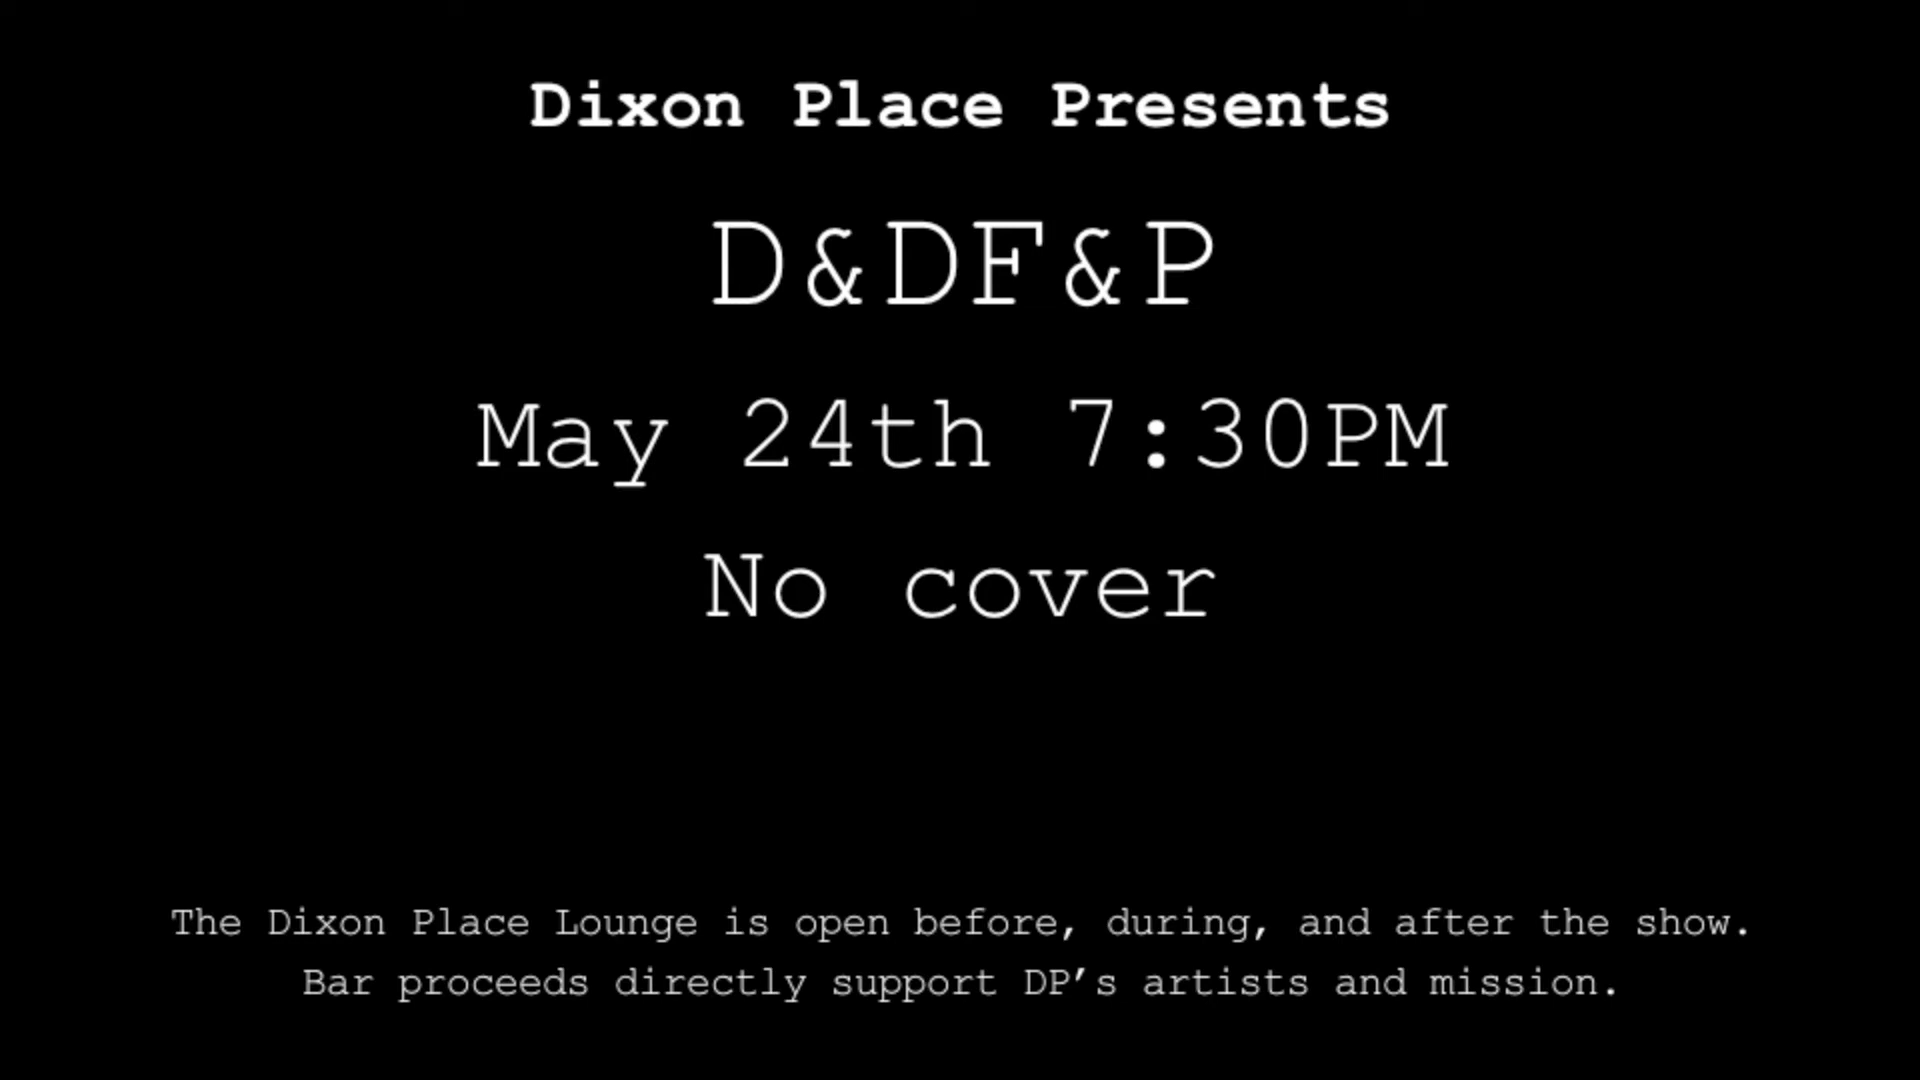 Dixon Place Presents
D&DF&P
May 24th 7:30PM
No cover
The Dixon Place Lounge is open before, during, and after the show.
Bar proceeds directly support DP’s artists and mission.